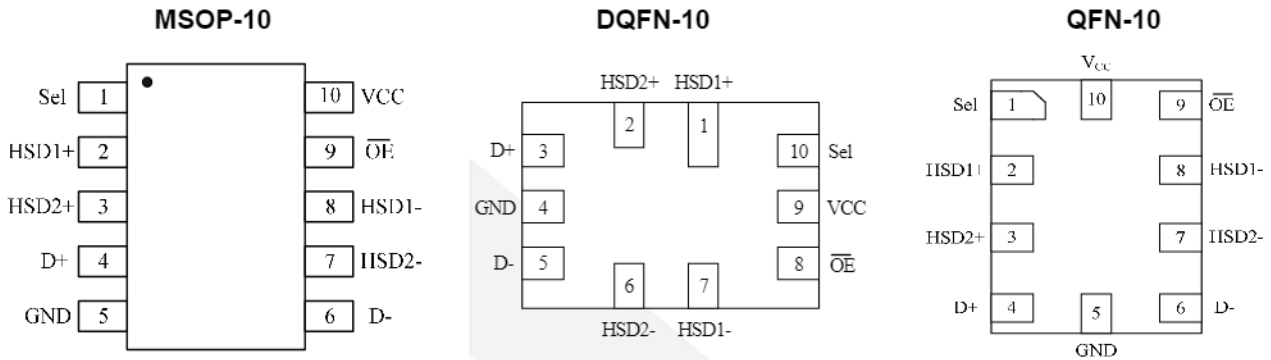 MSOP-10
Sel 1
HSD1+ 2
HSD2+ 3
D+ 4
GND 5
10 VCC
9 O̅E̅
8 HSD1-
7 HSD2-
6 D-
DQFN-10
HSD2+ HSD1+
2 1
D+ 3
GND 4
D- 5
10 Sel
9 VCC
8 O̅E̅
6 7
HSD2- HSD1-
QFN-10
VCC
10
Sel 1
HSD1+ 2
HSD2+ 3
D+ 4
9 O̅E̅
8 HSD1-
7 HSD2-
6 D-
5
GND